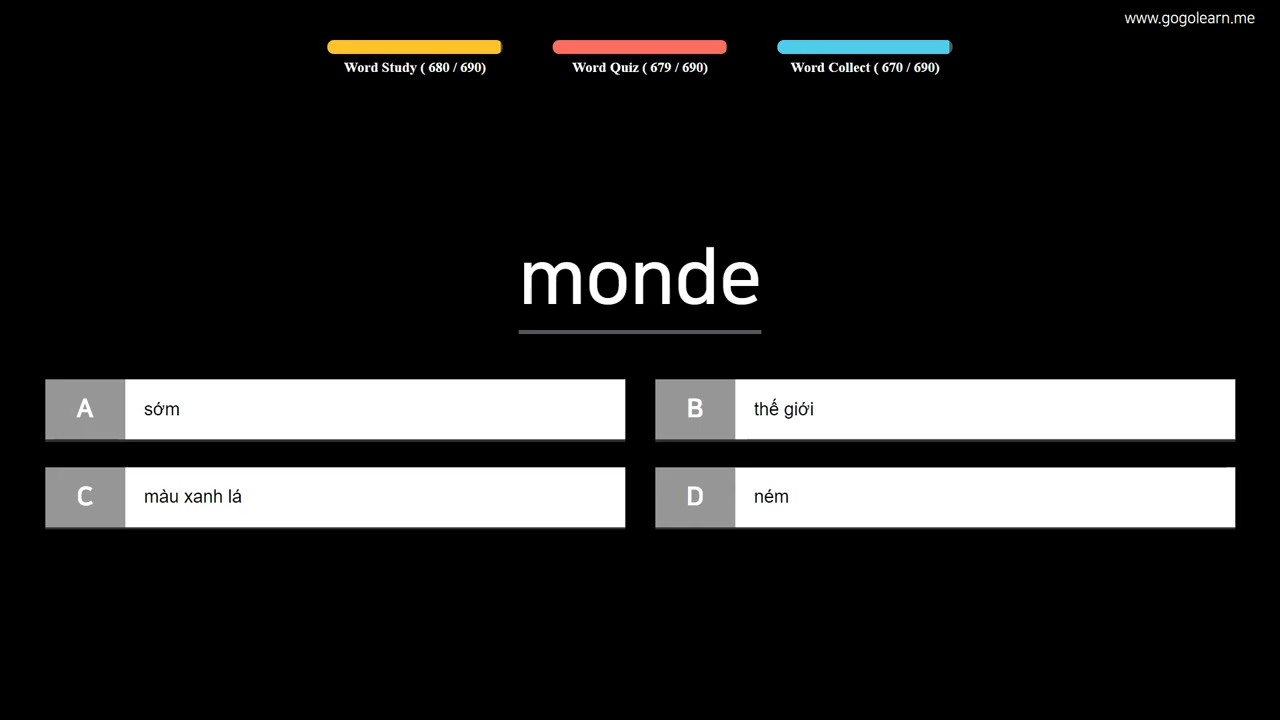 www.gogolearn.me
Word Study ( 680 / 690)
Word Quiz ( 679 / 690)
Word Collect ( 670 / 690)
monde
A sớm
B thế giới
C màu xanh lá
D ném